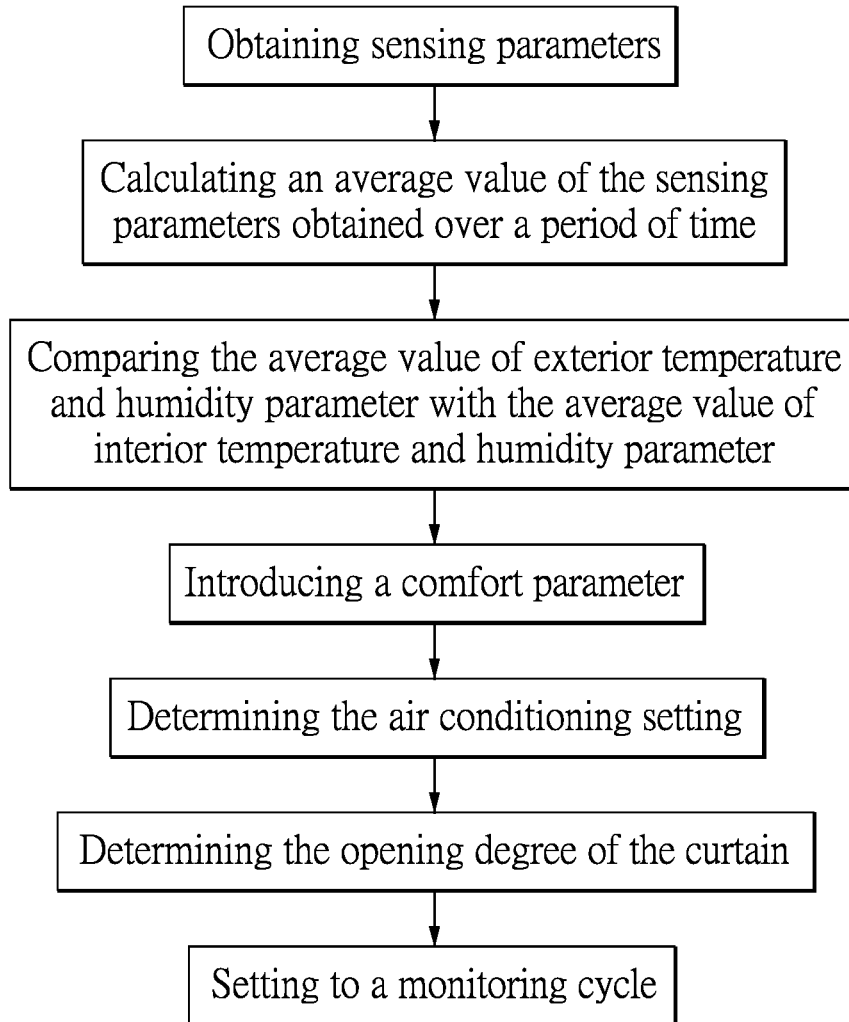 Obtaining sensing parameters
Calculating an average value of the sensing
parameters obtained over a period of time
Comparing the average value of exterior temperature
and humidity parameter with the average value of
interior temperature and humidity parameter
Introducing a comfort parameter
Determining the air conditioning setting
Determining the opening degree of the curtain
Setting to a monitoring cycle